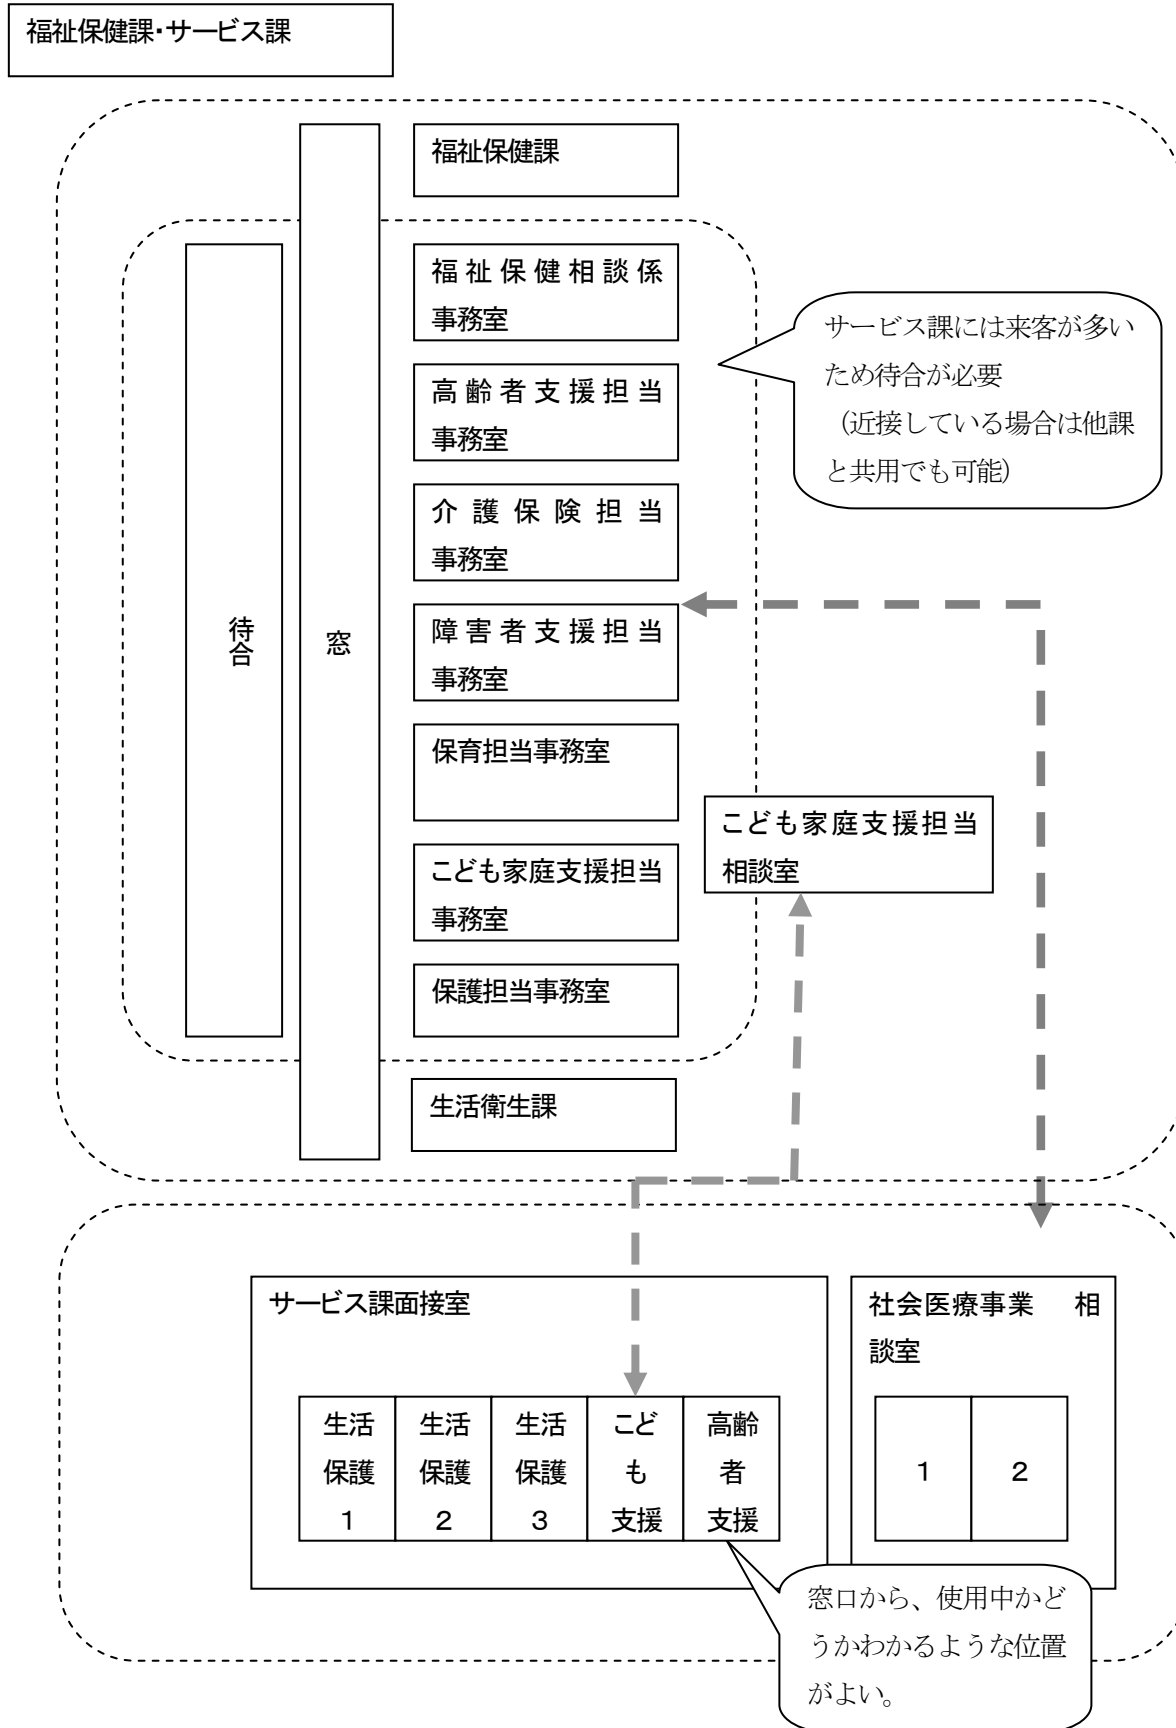 福祉保健課・サービス課
福祉保健課
福祉保健相談係
事務室
高齢者支援担当
事務室
サービス課には来客が多い
ため待合が必要
（近接している場合は他課
と共用でも可能）
介護保険担当
事務室
待合
窓
障害者支援担当
事務室
保育担当事務室
こども家庭支援担当
相談室
こども家庭支援担当
事務室
保護担当事務室
生活衛生課
サービス課面接室
生活
保護
1
生活
保護
2
生活
保護
3
こど
も
支援
高齢
者
支援
社会医療事業 相
談室
1
2
窓口から、使用中かど
うかわかるような位置
がよい。